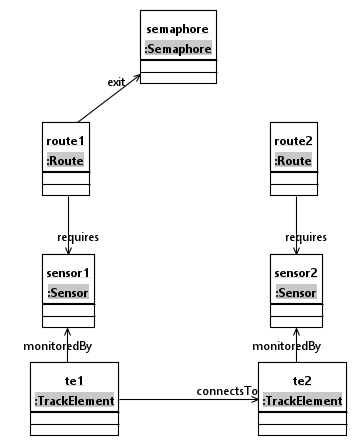 semaphore
:Semaphore
exit
route1
:Route
route2
:Route
requires
requires
sensor1
:Sensor
sensor2
:Sensor
monitoredBy
monitoredBy
te1
:TrackElement
connectsTo
te2
:TrackElement